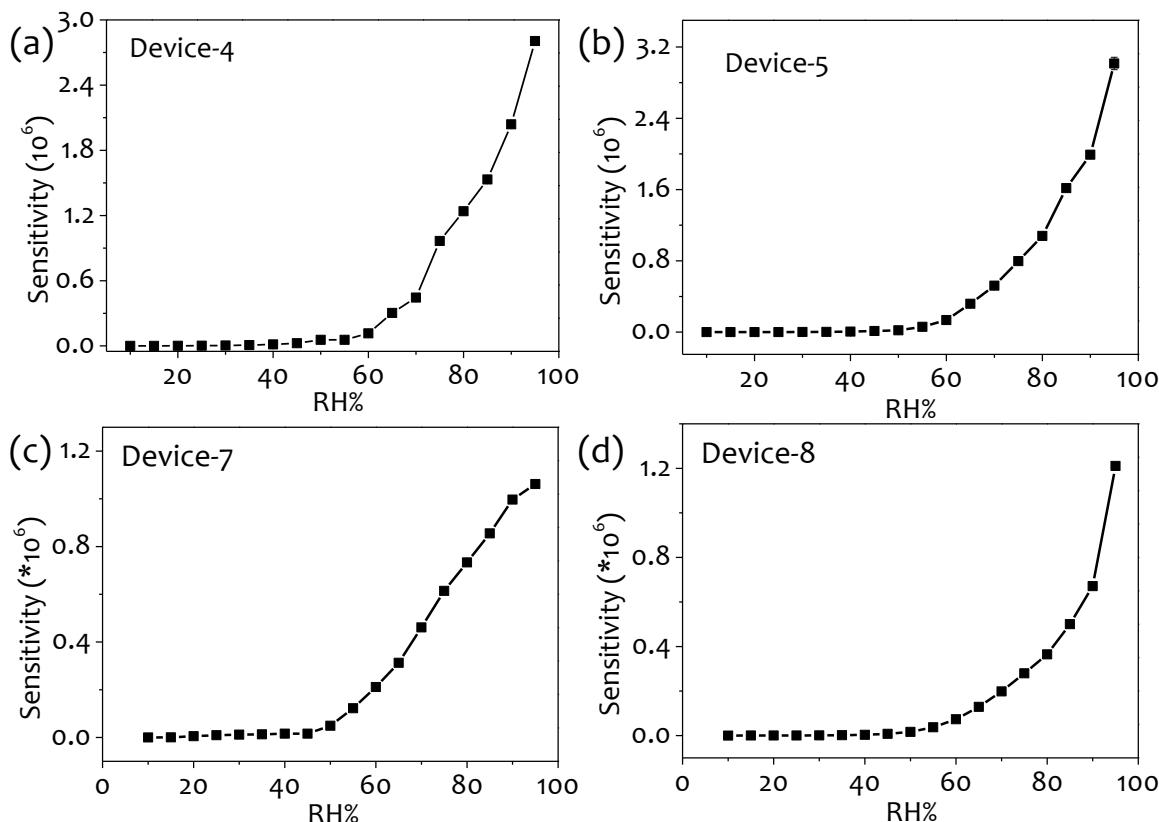 (a)
Device-4
Sensitivity (10⁶)
3.0
2.4
1.8
1.2
0.6
0.0
20 40 60 80 100
RH%
(b)
Device-5
Sensitivity (10⁶)
3.2
2.4
1.6
0.8
0.0
20 40 60 80 100
RH%
(c)
Device-7
Sensitivity (*10⁶)
1.2
0.8
0.4
0.0
0 20 40 60 80 100
RH%
(d)
Device-8
Sensitivity (*10⁶)
1.2
0.8
0.4
0.0
0 20 40 60 80 100
RH%